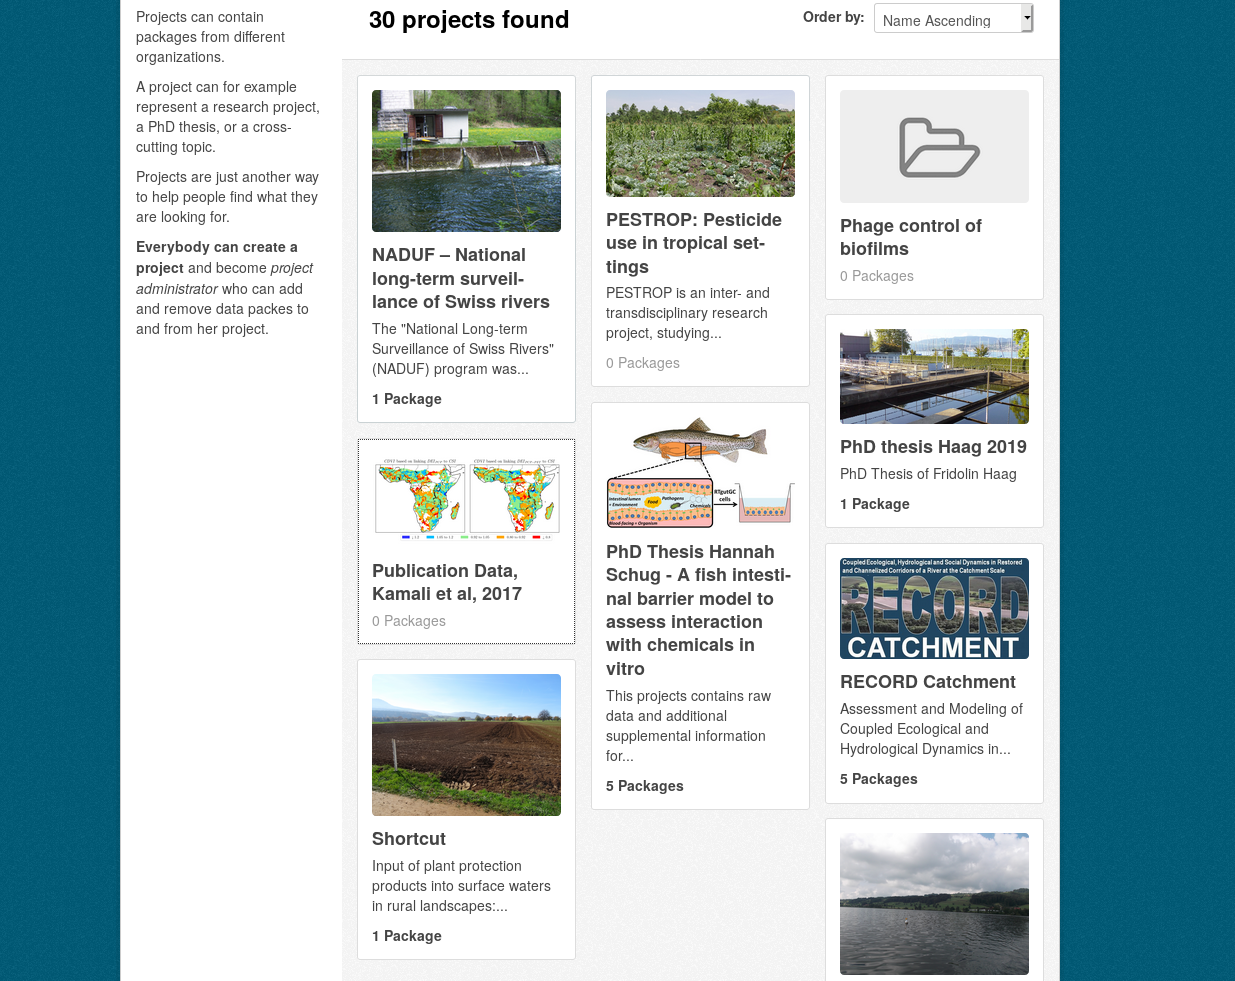 Projects can contain
packages from different
organizations.
A project can for example
represent a research project,
a PhD thesis, or a cross-
cutting topic.
Projects are just another way
to help people find what they
are looking for.
Everybody can create a
project and become project
administrator who can add
and remove data packes to
and from her project.
30 projects found
Order by:
Name Ascending
NADUF – National
long-term surveil-
lance of Swiss rivers
The "National Long-term
Surveillance of Swiss Rivers"
(NADUF) program was...
1 Package
Publication Data,
Kamali et al, 2017
0 Packages
Shortcut
Input of plant protection
products into surface waters
in rural landscapes:...
1 Package
PESTROP: Pesticide
use in tropical set-
tings
PESTROP is an inter- and
transdisciplinary research
project, studying...
0 Packages
Intestinal lumen
= Environment
Food
Pathogens
Chemicals
Blood-facing = Organism
RTgutGC
cells
PhD Thesis Hannah
Schug - A fish intesti-
nal barrier model to
assess interaction
with chemicals in
vitro
This projects contains raw
data and additional
supplemental information
for...
5 Packages
Phage control of
biofilms
0 Packages
PhD thesis Haag 2019
PhD Thesis of Fridolin Haag
1 Package
Coupled Ecological, Hydrological and Social Dynamics in Restored
and Channelized Corridors of a River at the Catchment Scale
RECORD
CATCHMENT
RECORD Catchment
Assessment and Modeling of
Coupled Ecological and
Hydrological Dynamics in...
5 Packages